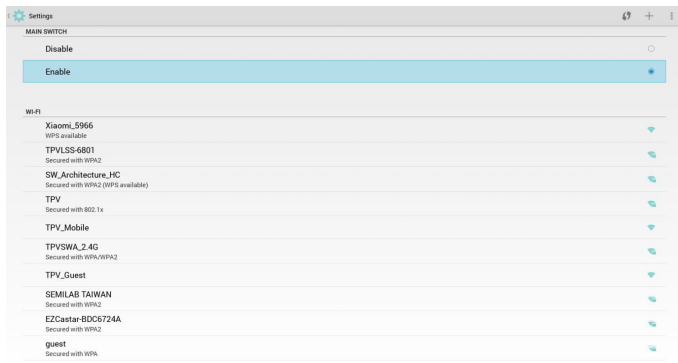 Settings
MAIN SWITCH
Disable
Enable
WI-FI
Xiaomi_5966
WPS available
TPVLSS-6801
Secured with WPA2
SW_Architecture_HC
Secured with WPA2 (WPS available)
TPV
Secured with 802.1x
TPV_Mobile
TPVSWA_2.4G
Secured with WPA/WPA2
TPV_Guest
SEMILAB TAIWAN
Secured with WPA2
EZCastar-BDC6724A
Secured with WPA2
guest
Secured with WPA